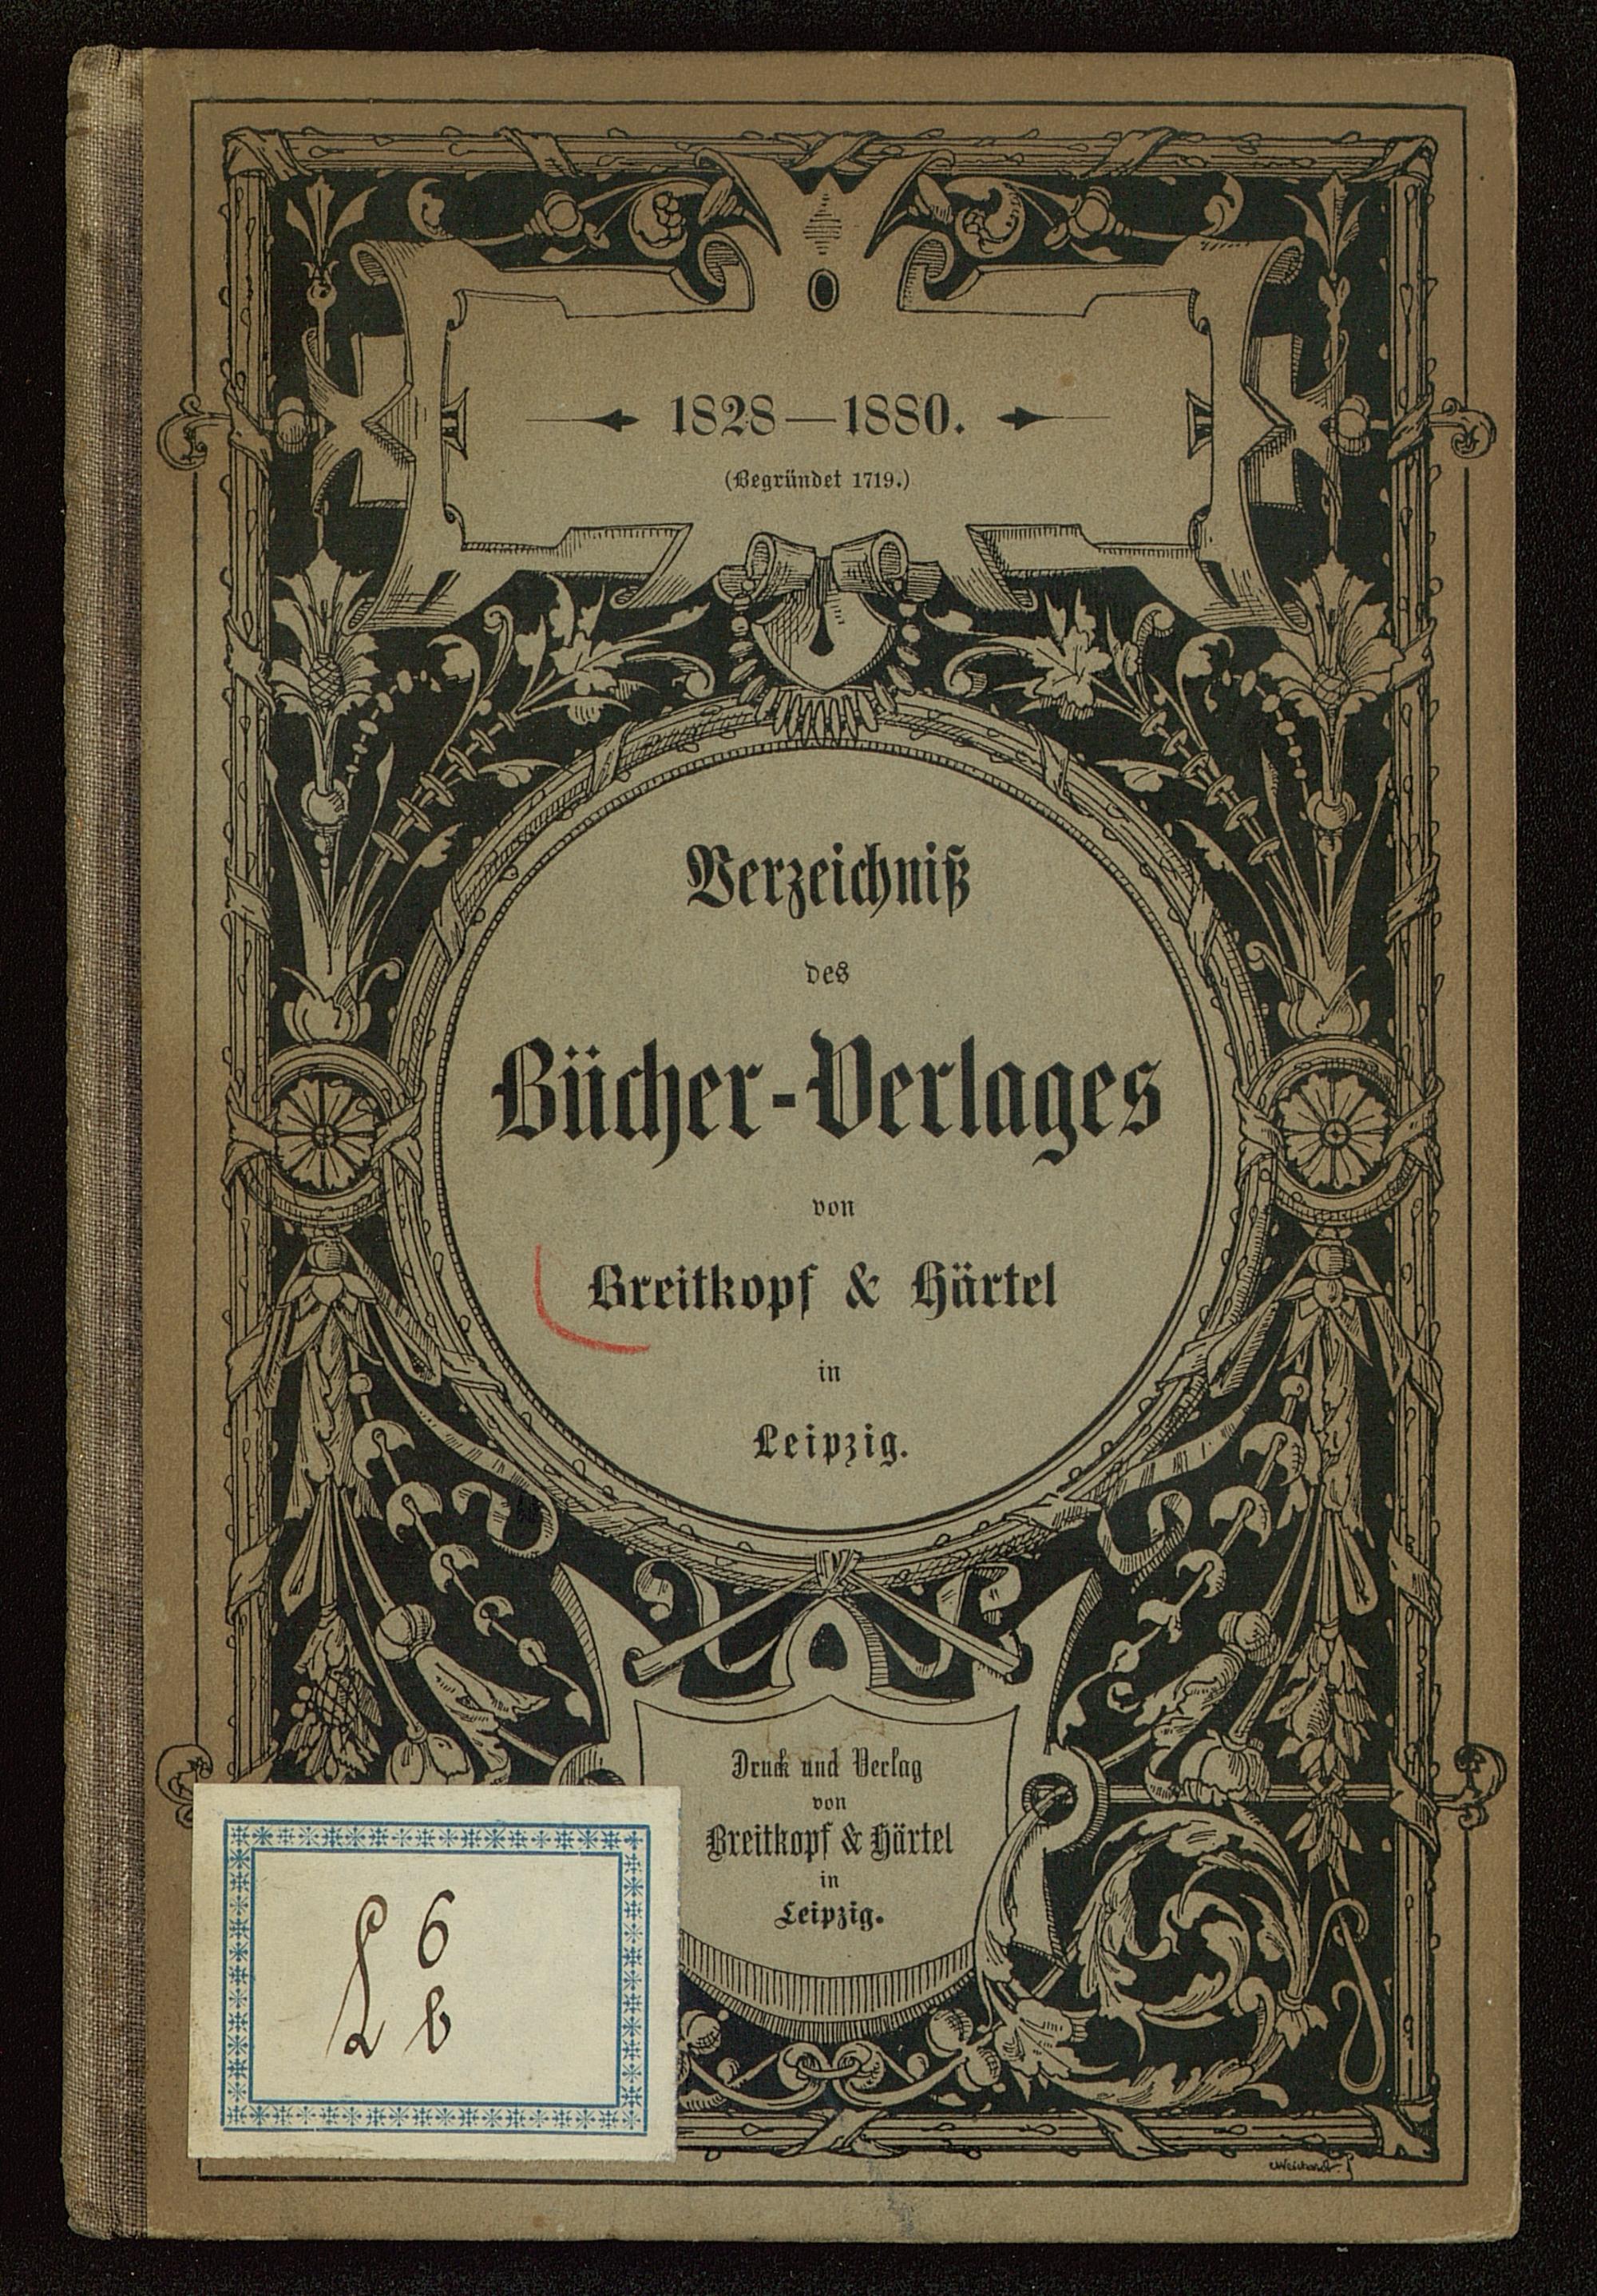 1828—1880.
(Begründet 1719.)
Verzeichniß
des
Bücher-Verlages
von
Breitkopf & Härtel
in
Leipzig.
Druck und Verlag
von
Breitkopf & Härtel
in
Leipzig.
6
b